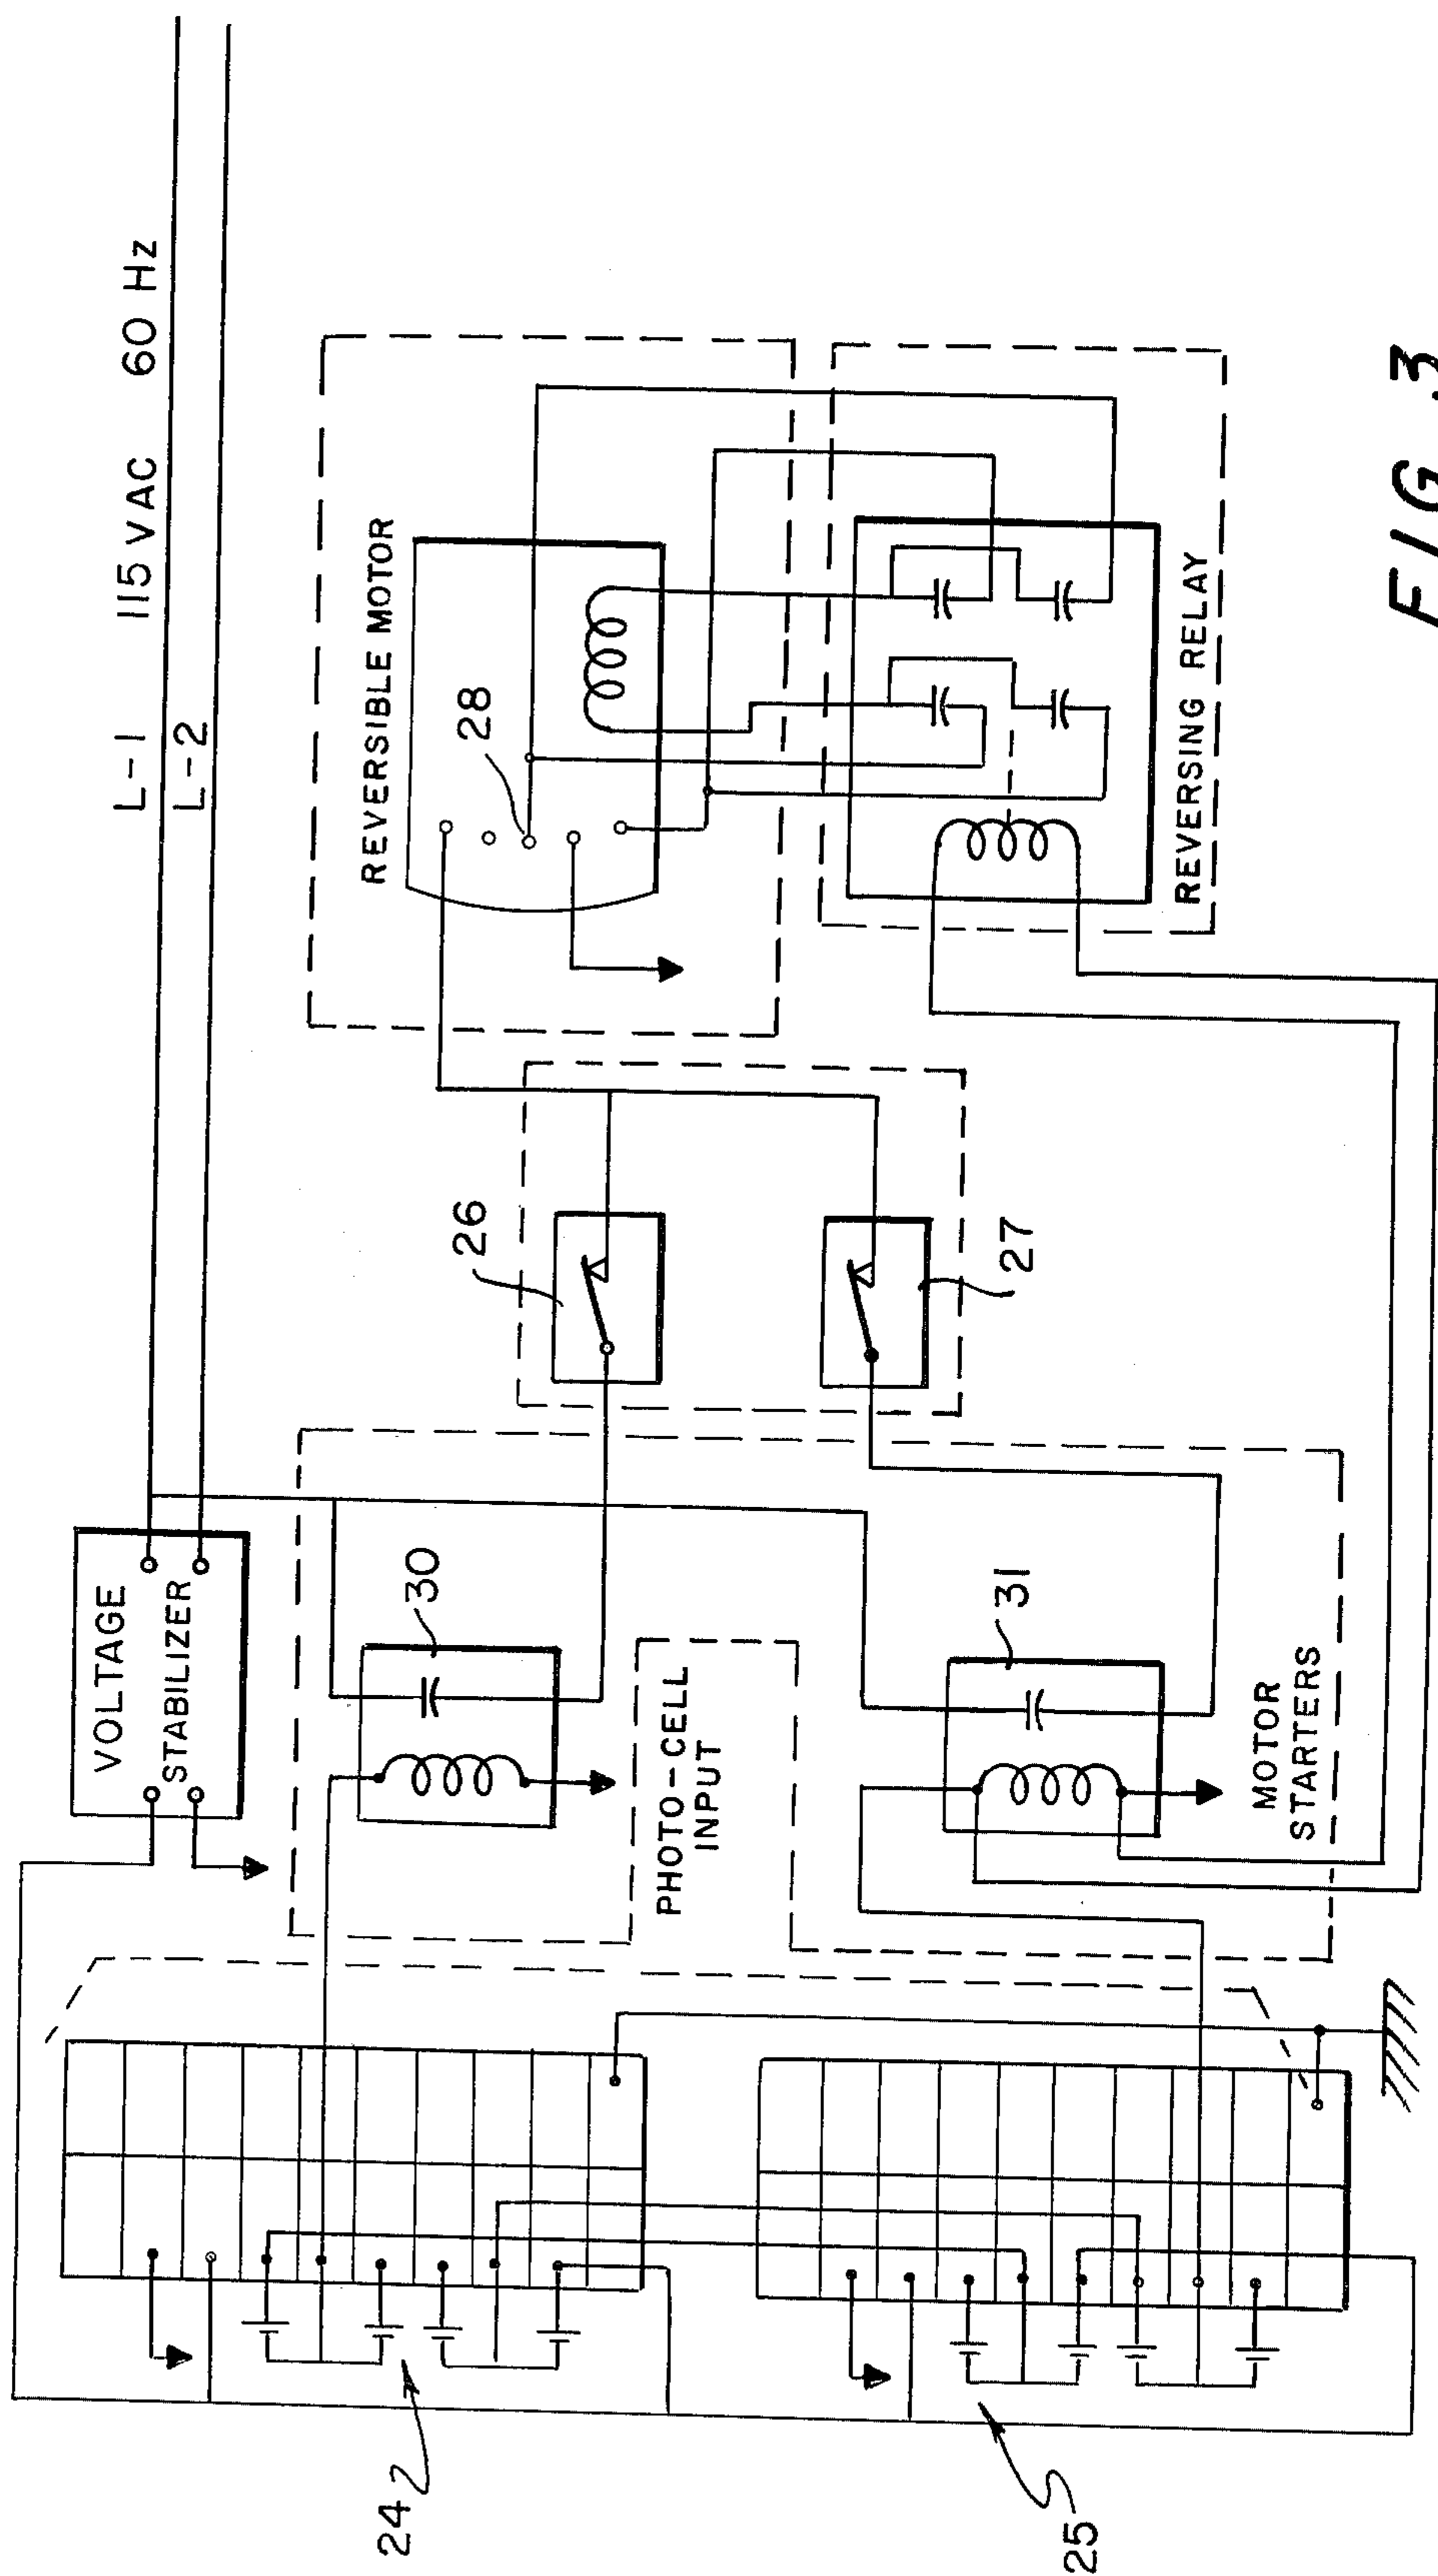 L-1 115 VAC 60 Hz
L-2
VOLTAGE
STABILIZER
REVERSIBLE MOTOR
28
30
26
PHOTO-CELL
INPUT
24
27
31
REVERSING RELAY
MOTOR
STARTERS
25
FIG. 3